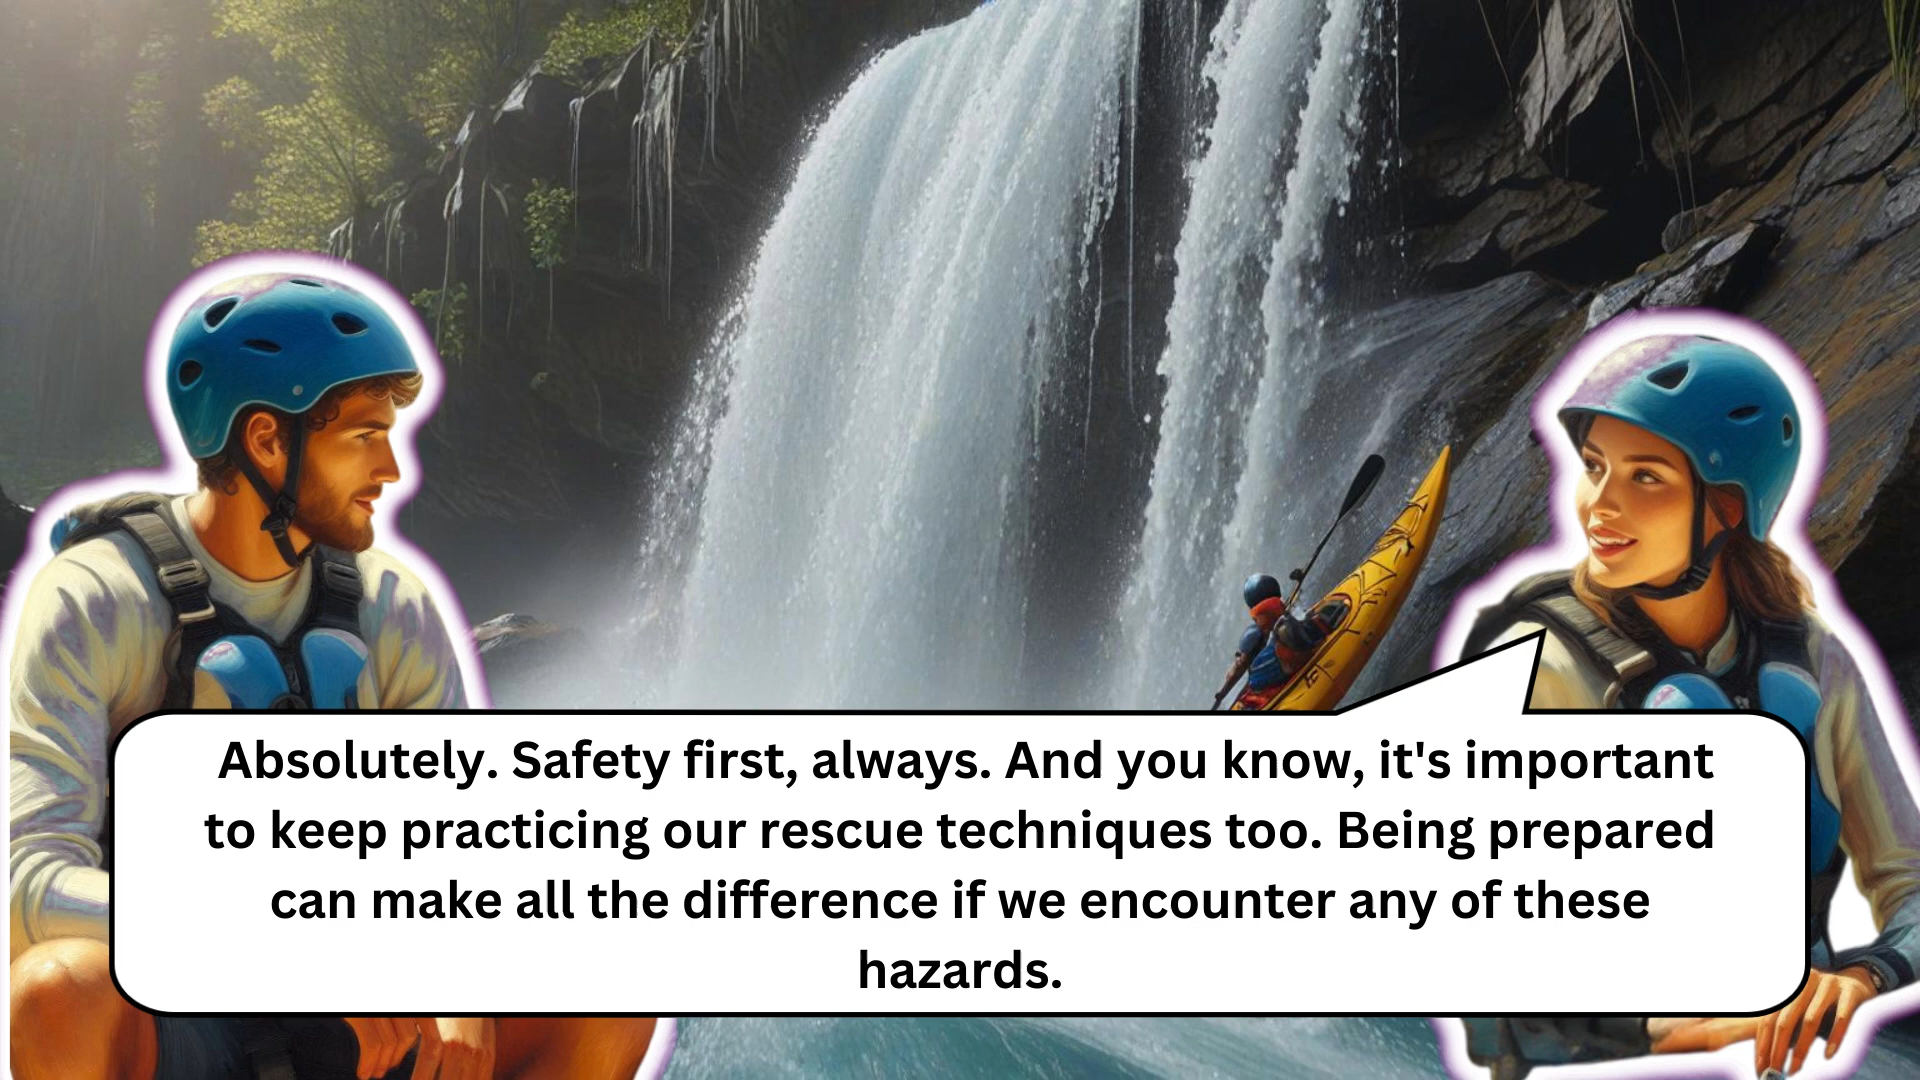 Absolutely. Safety first, always. And you know, it's important
to keep practicing our rescue techniques too. Being prepared
can make all the difference if we encounter any of these
hazards.